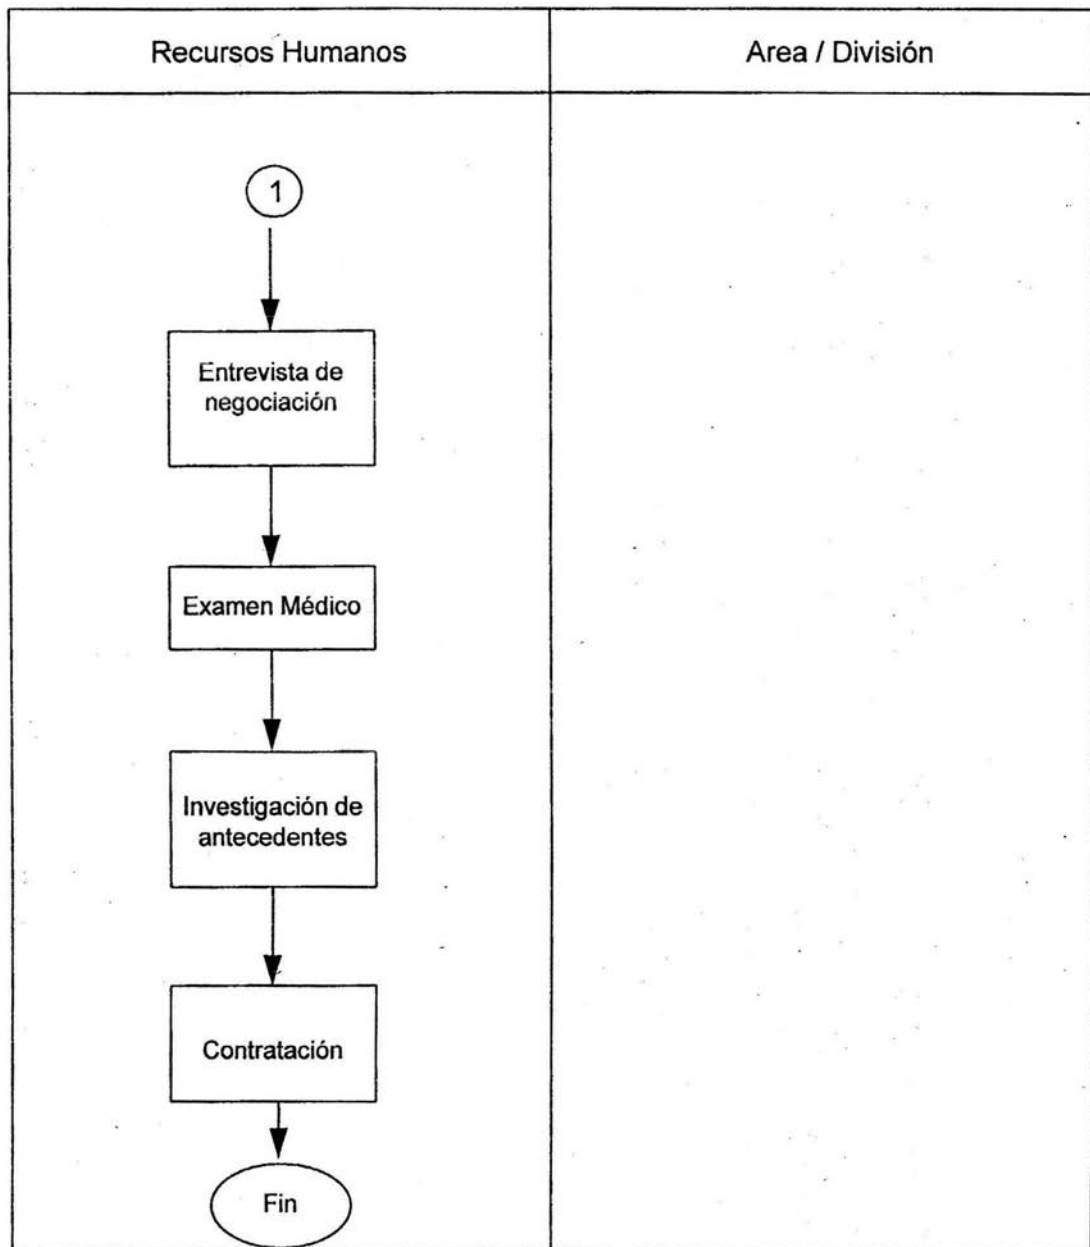 Recursos Humanos
Area / División
1
Entrevista de
negociación
Examen Médico
Investigación de
antecedentes
Contratación
Fin